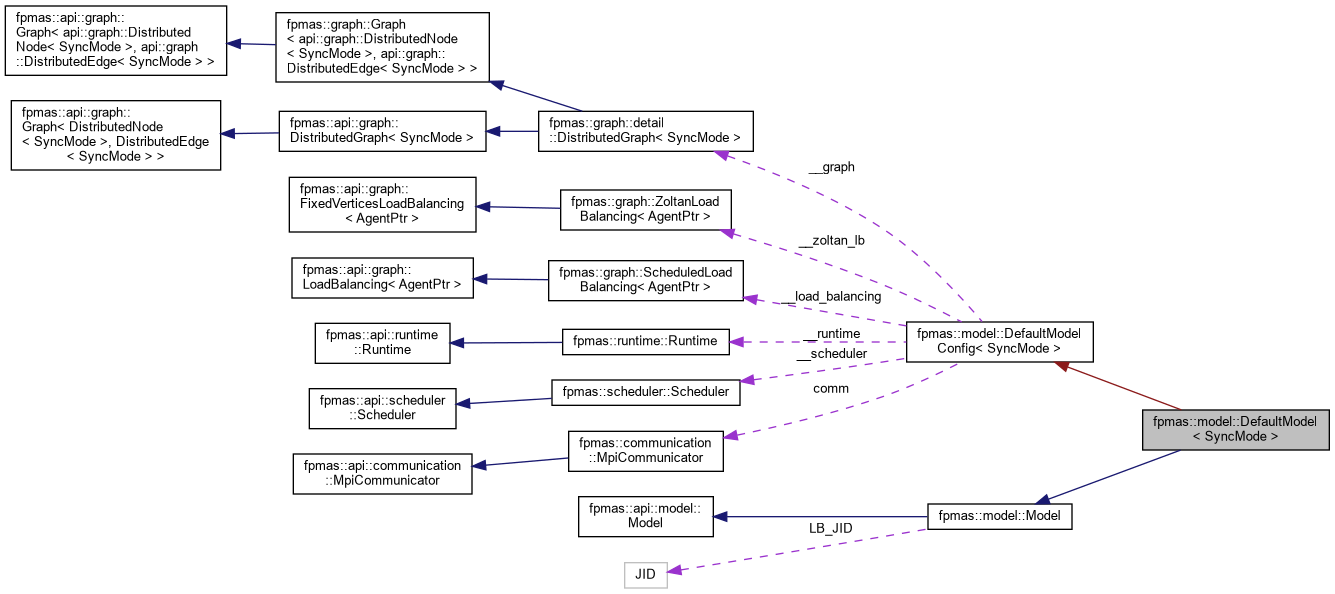 fpmas::api::graph::
Graph< api::graph::Distributed
Node< SyncMode >, api::graph
::DistributedEdge< SyncMode > >
fpmas::graph::Graph
< api::graph::DistributedNode
< SyncMode >, api::graph::
DistributedEdge< SyncMode > >
fpmas::api::graph::
Graph< DistributedNode
< SyncMode >, DistributedEdge
< SyncMode > >
fpmas::api::graph::
DistributedGraph< SyncMode >
fpmas::graph::detail
::DistributedGraph< SyncMode >
__graph
fpmas::api::graph::
FixedVerticesLoadBalancing
< AgentPtr >
fpmas::graph::ZoltanLoad
Balancing< AgentPtr >
__zoltan_lb
fpmas::api::graph::
LoadBalancing< AgentPtr >
fpmas::graph::ScheduledLoad
Balancing< AgentPtr >
__load_balancing
fpmas::api::runtime
::Runtime
fpmas::runtime::Runtime
__runtime
fpmas::model::DefaultModel
Config< SyncMode >
__scheduler
fpmas::api::scheduler
::Scheduler
fpmas::scheduler::Scheduler
comm
fpmas::model::DefaultModel
< SyncMode >
fpmas::api::communication
::MpiCommunicator
fpmas::communication
::MpiCommunicator
fpmas::api::model::
Model
fpmas::model::Model
LB_JID
JID